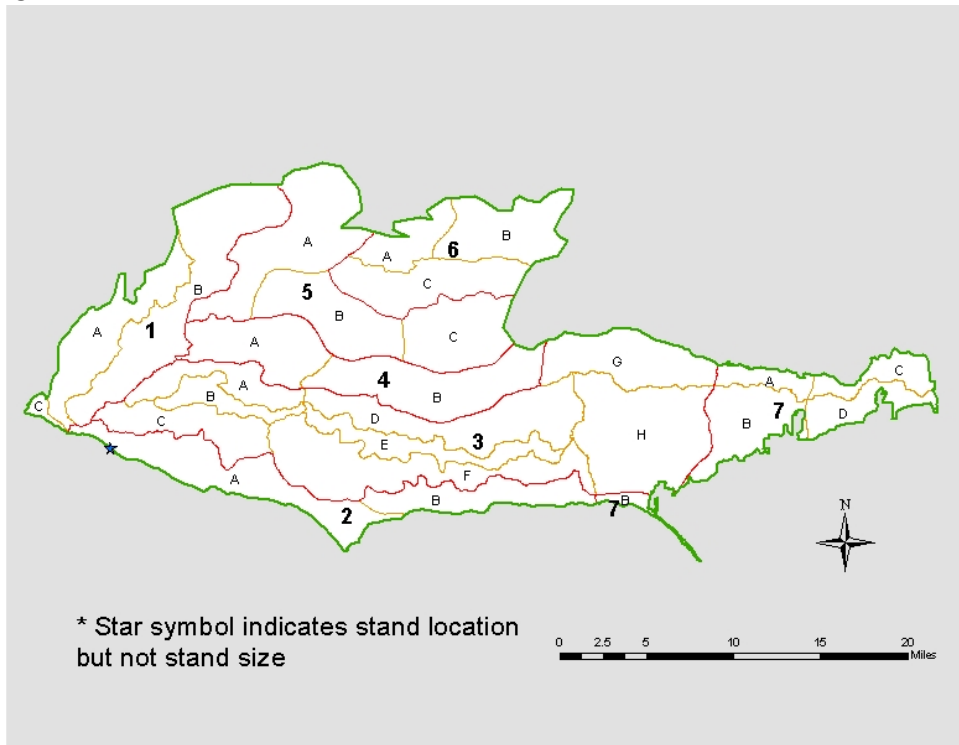 B
A
6
A
C
5
B
B
A
1
A
C
G
C
4
A
A
B
7
B
B
D
C
D
3
H
C
E
F
A
B
B
2
7
N
* Star symbol indicates stand location
but not stand size
0 2.5 5 10 15 20
Miles